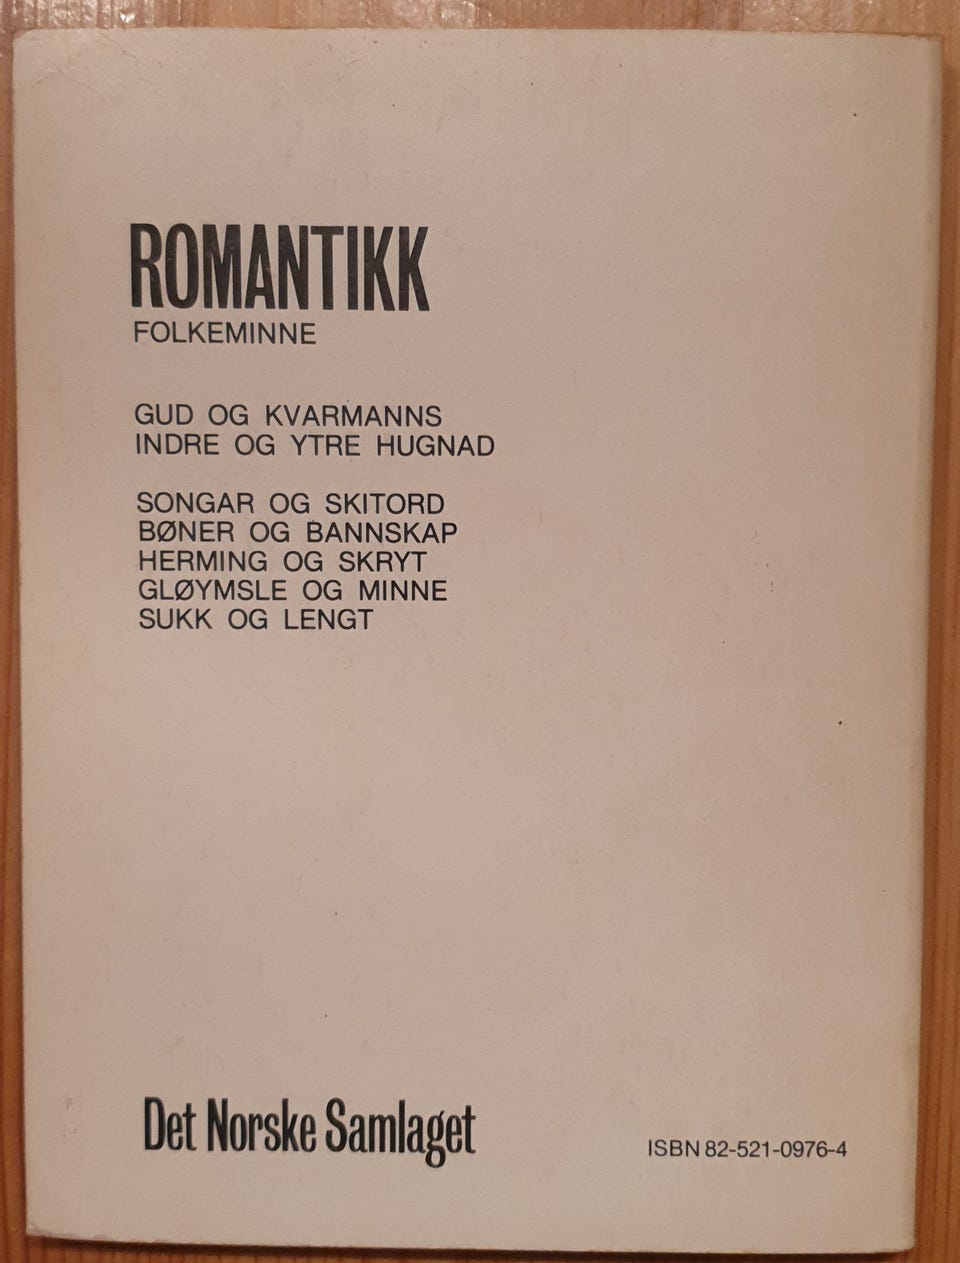 ROMANTIKK
FOLKEMINNE
GUD OG KVARMANNS
INDRE OG YTRE HUGNAD
SONGAR OG SKITORD
BØNER OG BANNSKAP
HERMING OG SKRYT
GLØYMSLE OG MINNE
SUKK OG LENGT
Det Norske Samlaget
ISBN 82-521-0976-4